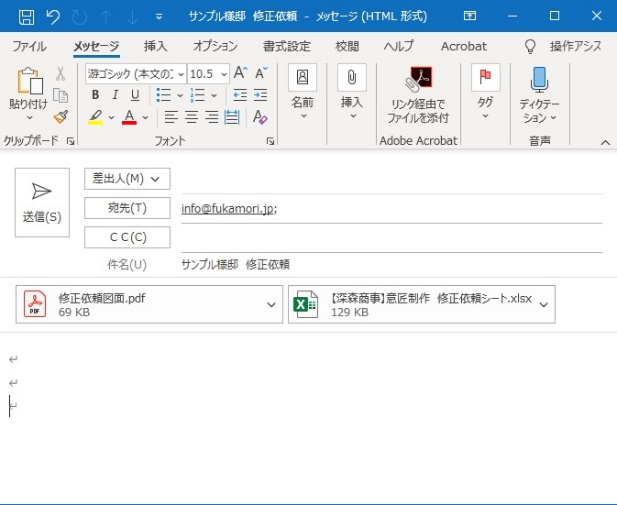 サンプル様邸 修正依頼 - メッセージ (HTML 形式)
ファイル メッセージ 挿入 オプション 書式設定 校閲 ヘルプ Acrobat 操作アシス
游ゴシック (本文のﾌ 10.5 A A
B I U
A A
貼り付け
名前 挿入 リンク経由で
ファイルを添付 タグ ディクテー
ション
クリップボード フォント Adobe Acrobat 音声
差出人(M)
送信(S)
宛先(T) info@fukamori.jp;
C C(C)
件名(U) サンプル様邸 修正依頼
修正依頼図面.pdf
69 KB
【深森商事】意匠制作 修正依頼シート.xlsx
129 KB